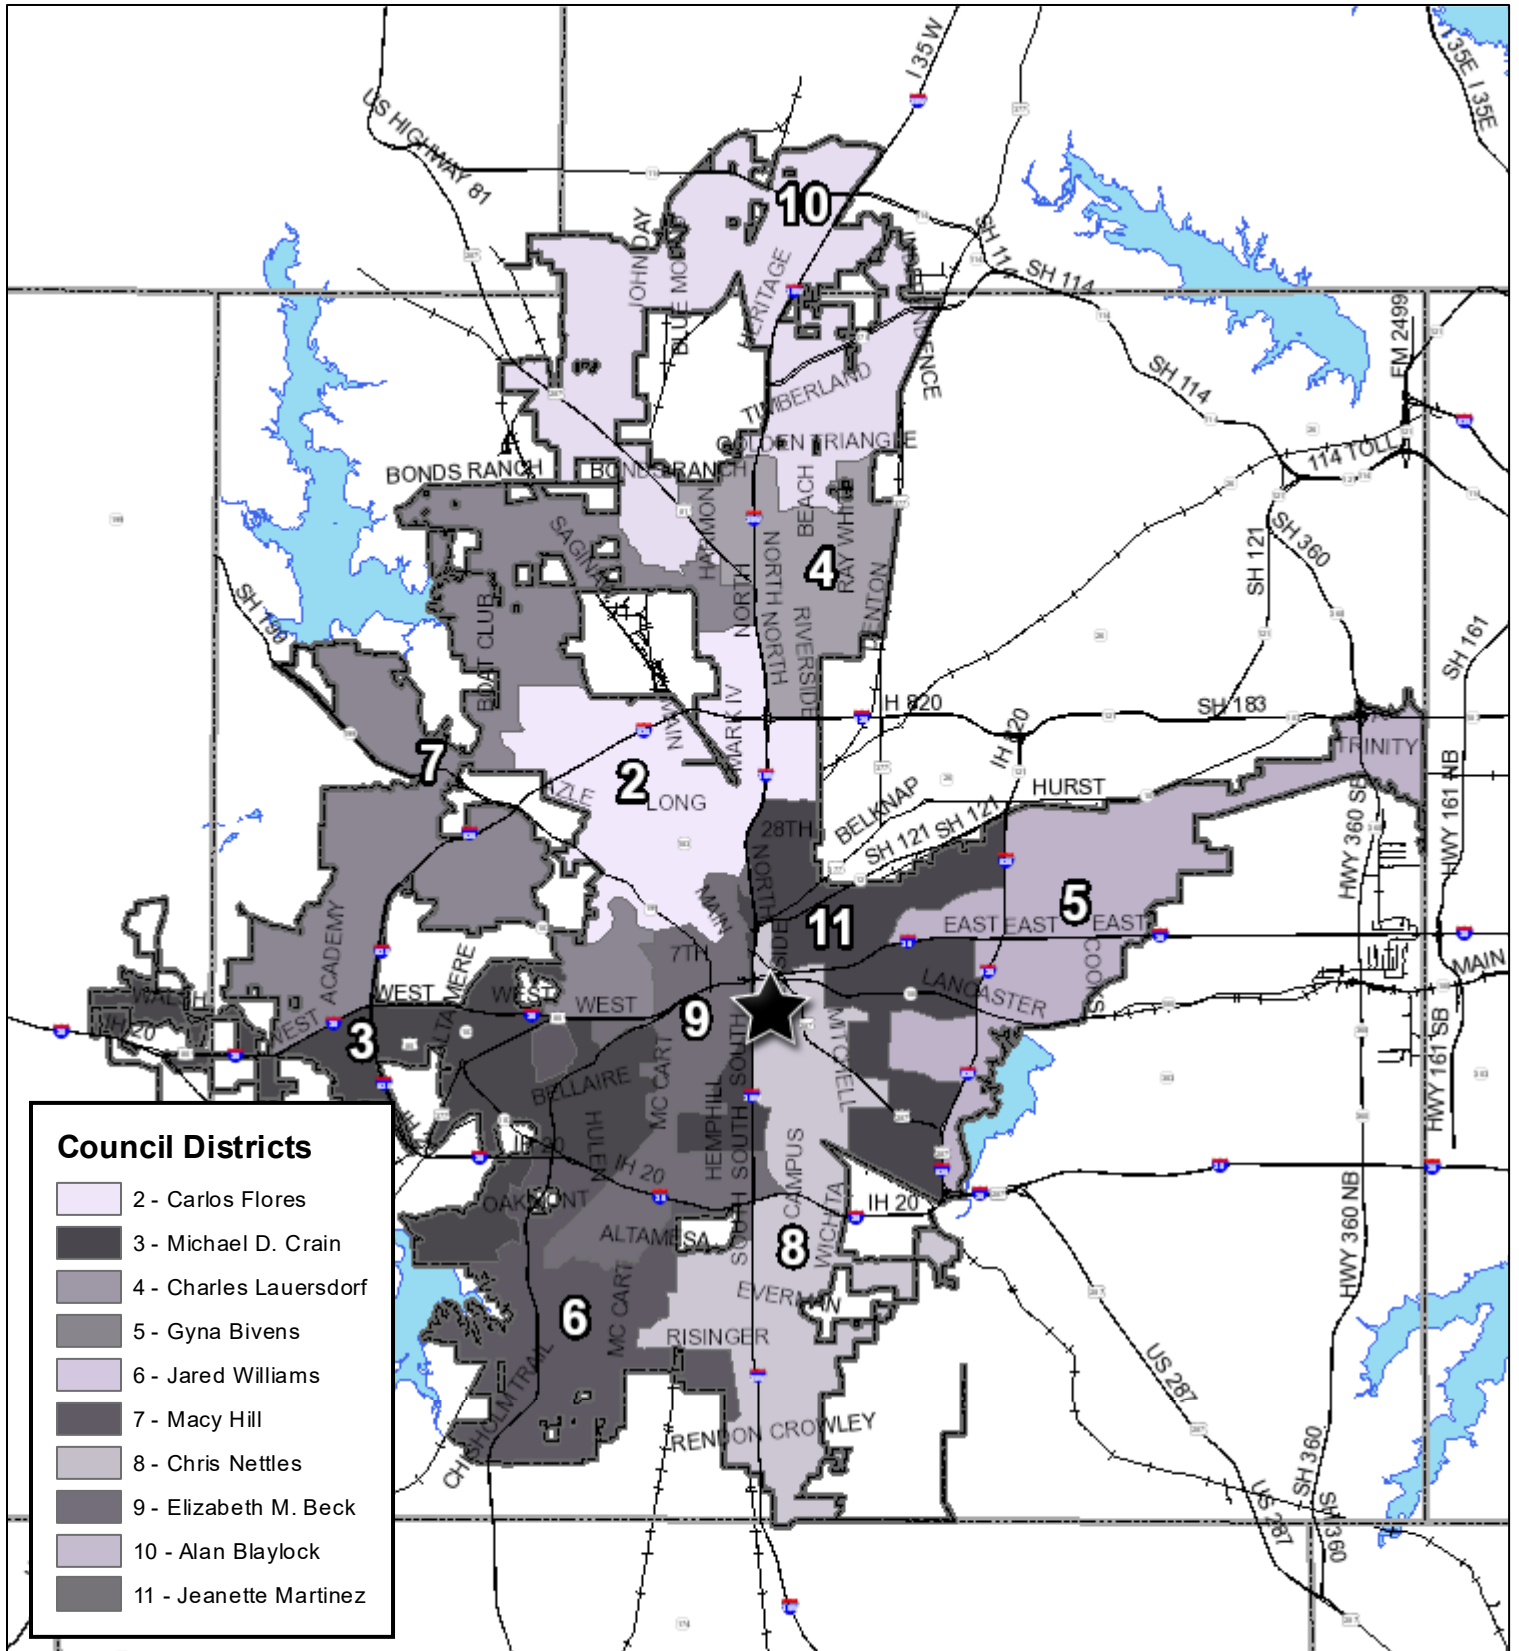 I 35W
I 35E
I 35E
US HIGHWAY 81
10
JOHN DAY
HERITAGE
SH 114
SH 114
FM 2499
TIMBERLAND
SH 114
GOLDEN TRIANGLE
114 TOLL
BONDS RANCH
BONDS RANCH
BEACH
HARMON
RAY WHITE
SH 121
SH 360
4
NORTH
NORTH
NORTH
SH 199
BOAT CLUB
RIVERSIDE
SH 161
MARK IV
IH 820
SH 183
TRINITY
7
2
AZLE
LONG
HURST
BELKNAP
28TH
SH 121
SH 121
HWY 360 SB
HWY 161 NB
MAIN
NORTH
SIDE
11
5
EAST
EAST
EAST
COOKS
ACADEMY
7TH
MAIN
ALTAMERE
WEST
WEST
WEST
WEST
LANCASTER
IH 20
3
9
MITCHELL
HWY 161 SB
BELLAIRE
MC CART
SOUTH
SOUTH
HULEN
HEMPHILL
CAMPUS
IH 20
IH 20
IH 20
OAKMONT
ALTAMESA
SOUTH
SOUTH
8
WICHITA
HWY 360 NB
EVERMAN
6
MC CART
RISINGER
US 287
CHISHOLM TRAIL
RENDON CROWLEY
SH 360
US 287
SH 360
Council Districts
2 - Carlos Flores
3 - Michael D. Crain
4 - Charles Lauersdorf
5 - Gyna Bivens
6 - Jared Williams
7 - Macy Hill
8 - Chris Nettles
9 - Elizabeth M. Beck
10 - Alan Blaylock
11 - Jeanette Martinez